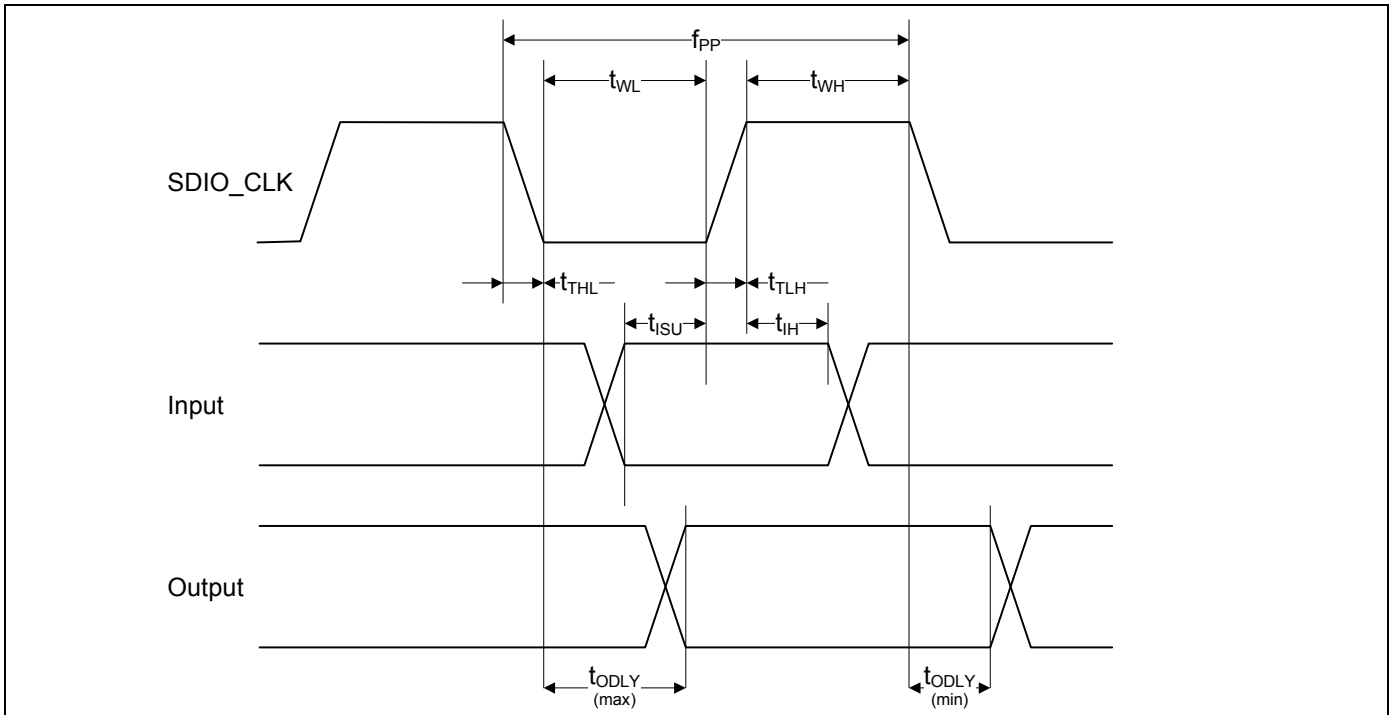 fPP
tWL
tWH
SDIO_CLK
tTHL
tTLH
tISU
tIH
Input
Output
tODLY
(max)
tODLY
(min)